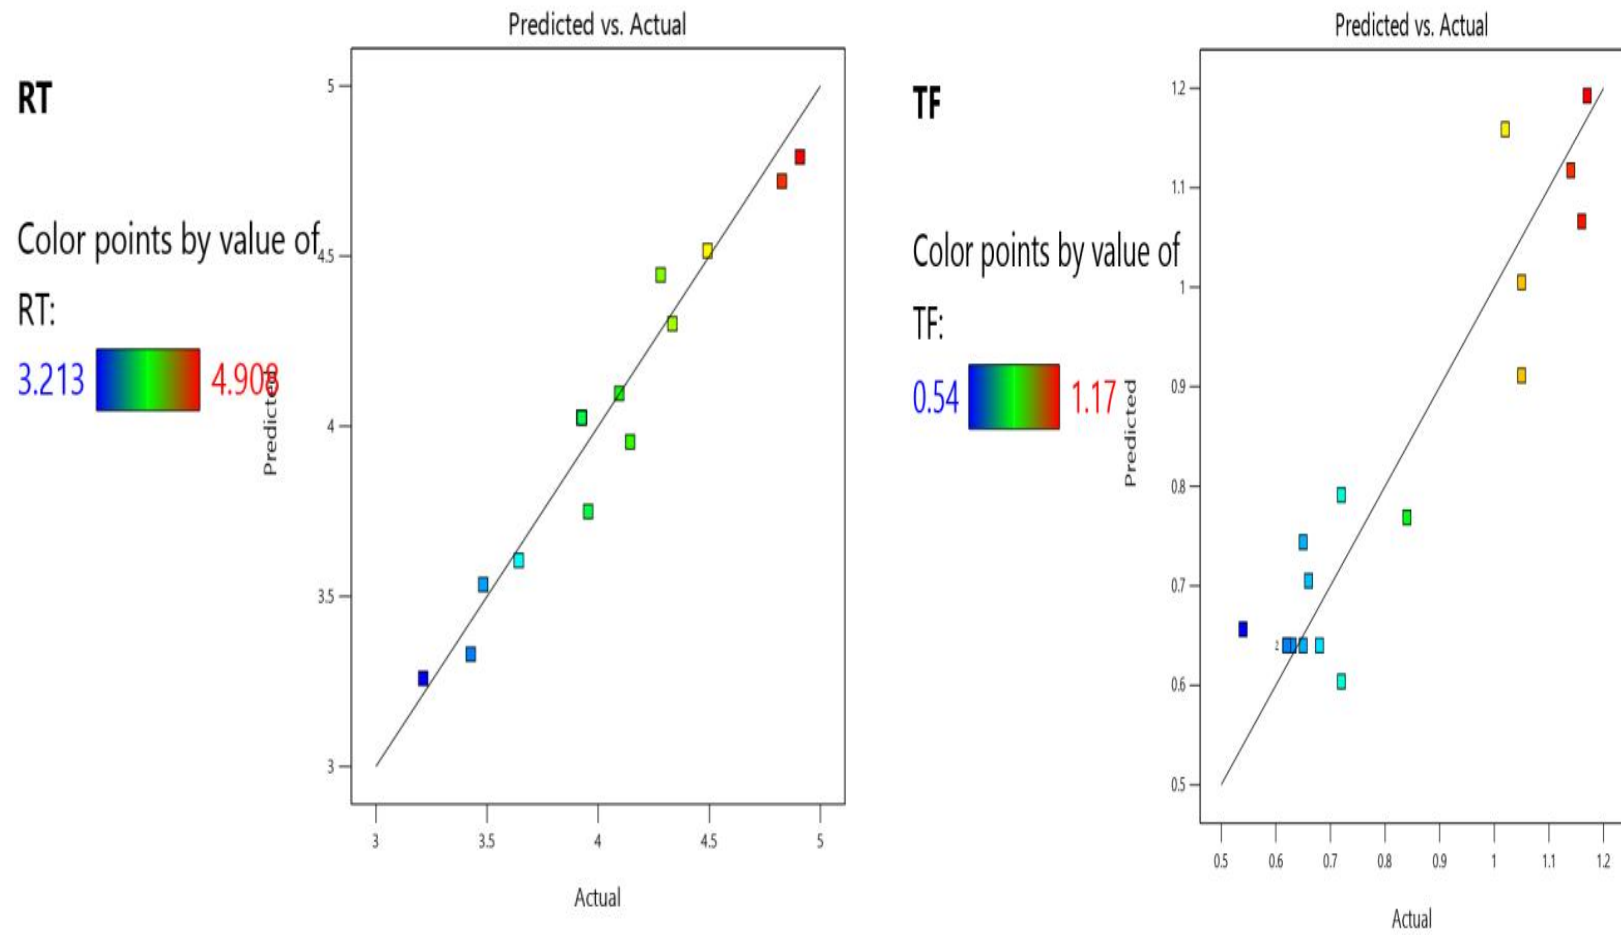 Predicted vs. Actual
RT
Color points by value of
RT:
3.213
4.908
Predicted
5
4.5
4
3.5
3
3
3.5
4
4.5
5
Actual
Predicted vs. Actual
TF
Color points by value of
TF:
0.54
1.17
Predicted
1.2
1.1
1
0.9
0.8
0.7
0.6
0.5
2
0.5
0.6
0.7
0.8
0.9
1
1.1
1.2
Actual